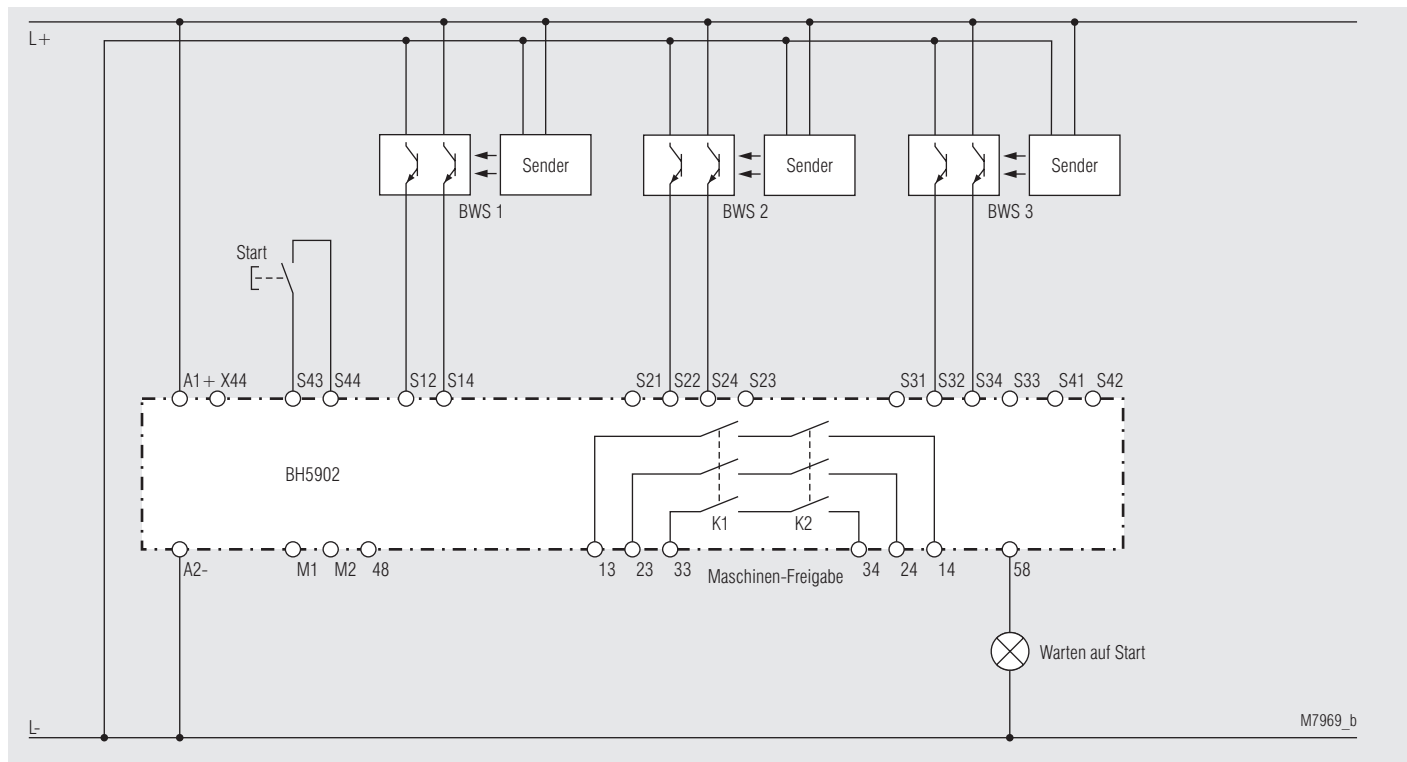 L+
Sender
Sender
Sender
BWS 1
BWS 2
BWS 3
Start
A1+ X44 S43 S44 S12 S14 S21 S22 S24 S23 S31 S32 S34 S33 S41 S42
BH5902
K1 K2
A2- M1 M2 48 13 23 33 Maschinen-Freigabe 34 24 14 58
Warten auf Start
L-
M7969_b